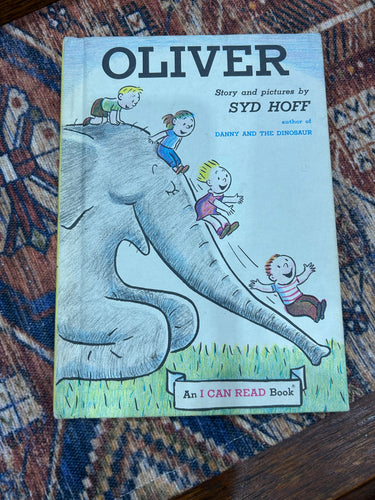 OLIVER
Story and pictures by
SYD HOFF
author of
DANNY AND THE DINOSAUR
An I CAN READ Book®